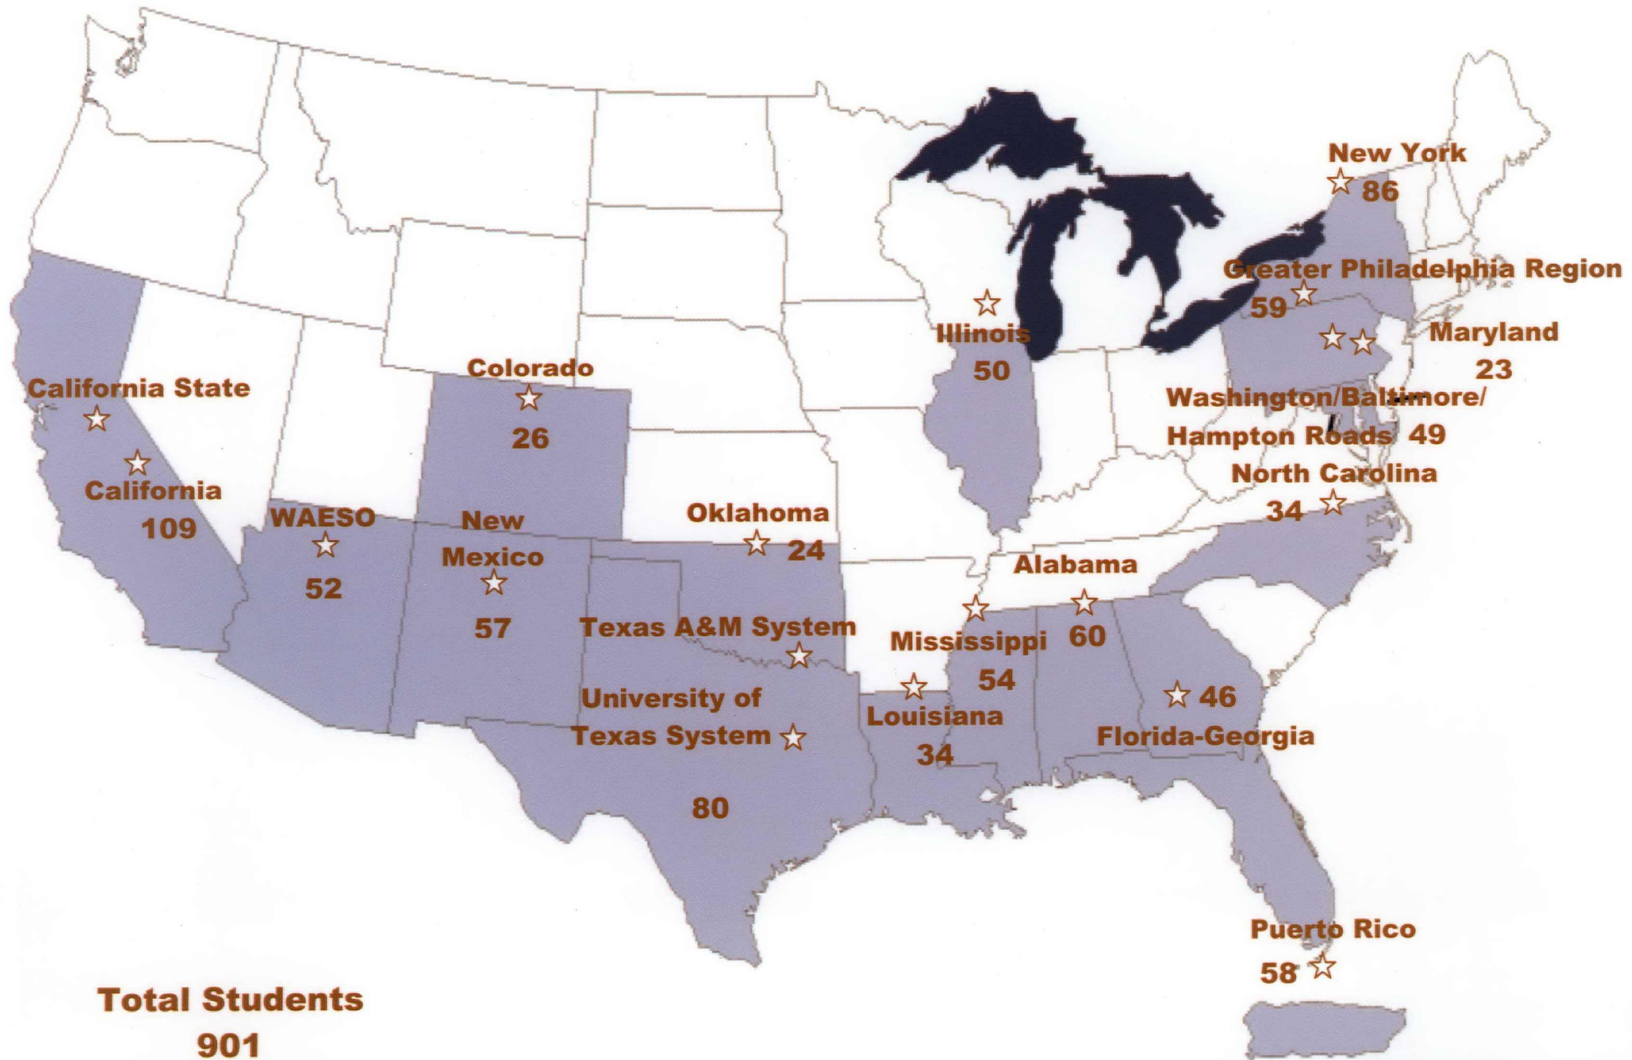 New York
86
Greater Philadelphia Region
59
Illinois
50
Maryland
23
Colorado
26
California State
Washington/Baltimore/
Hampton Roads 49
California
109
North Carolina
34
WAESO
52
New
Mexico
57
Oklahoma
24
Alabama
60
Texas A&M System
Mississippi
54
University of
Texas System
80
Louisiana
34
46
Florida-Georgia
Puerto Rico
58
Total Students
901